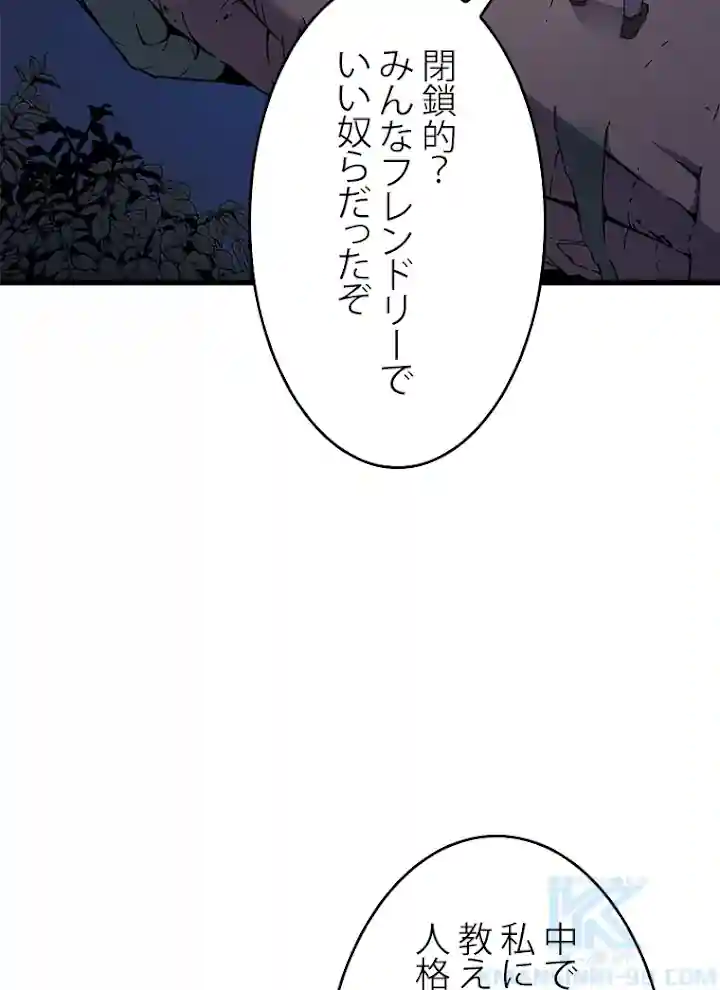 閉鎖的?
みんなフレンドリーで
いい奴らだったぞ
中で
私に
教え
人格